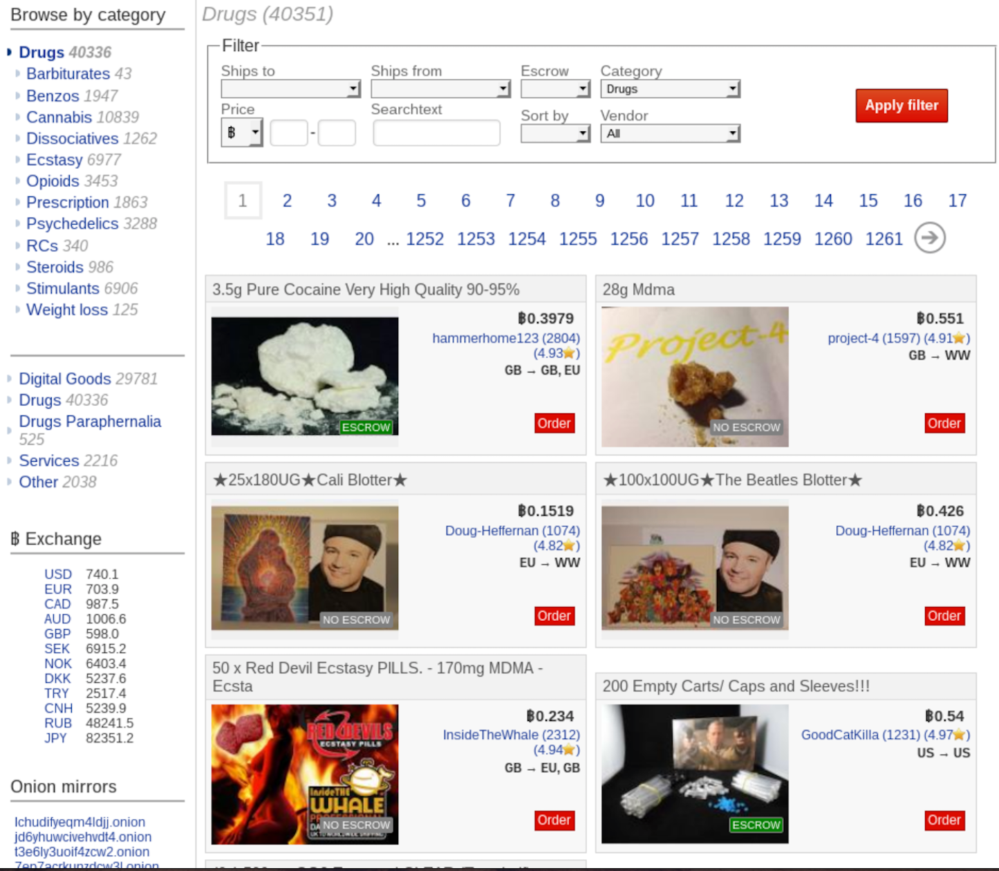 Browse by category
Drugs 40336
Barbiturates 43
Benzos 1947
Cannabis 10839
Dissociatives 1262
Ecstasy 6977
Opioids 3453
Prescription 1863
Psychedelics 3288
RCs 340
Steroids 986
Stimulants 6906
Weight loss 125
Digital Goods 29781
Drugs 40336
Drugs Paraphernalia
525
Services 2216
Other 2038
฿ Exchange
USD 740.1
EUR 703.9
CAD 987.5
AUD 1006.6
GBP 598.0
SEK 6915.2
NOK 6403.4
DKK 5237.6
TRY 2517.4
CNH 5239.9
RUB 48241.5
JPY 82351.2
Onion mirrors
lchudifyeqm4ldjj.onion
jd6yhuwcivehvdt4.onion
t3e6ly3uoif4zcw2.onion
Drugs (40351)
Filter
Ships to Ships from Escrow Category
Drugs
Price Searchtext Sort by Vendor
฿ - All
Apply filter
1 2 3 4 5 6 7 8 9 10 11 12 13 14 15 16 17
18 19 20 ... 1252 1253 1254 1255 1256 1257 1258 1259 1260 1261
3.5g Pure Cocaine Very High Quality 90-95%
฿0.3979
hammerhome123 (2804)
(4.93⭐)
GB → GB, EU
ESCROW
Order
28g Mdma
Project-4
฿0.551
project-4 (1597) (4.91⭐)
GB → WW
NO ESCROW
Order
★25x180UG★Cali Blotter★
฿0.1519
Doug-Heffernan (1074)
(4.82⭐)
EU → WW
NO ESCROW
Order
★100x100UG★The Beatles Blotter★
฿0.426
Doug-Heffernan (1074)
(4.82⭐)
EU → WW
NO ESCROW
Order
50 x Red Devil Ecstasy PILLS. - 170mg MDMA -
Ecsta
RED DEVILS
ECSTASY PILLS
InsideTHE
WHALE
฿0.234
InsideTheWhale (2312)
(4.94⭐)
GB → EU, GB
NO ESCROW
Order
200 Empty Carts/ Caps and Sleeves!!!
฿0.54
GoodCatKilla (1231) (4.97⭐)
US → US
ESCROW
Order